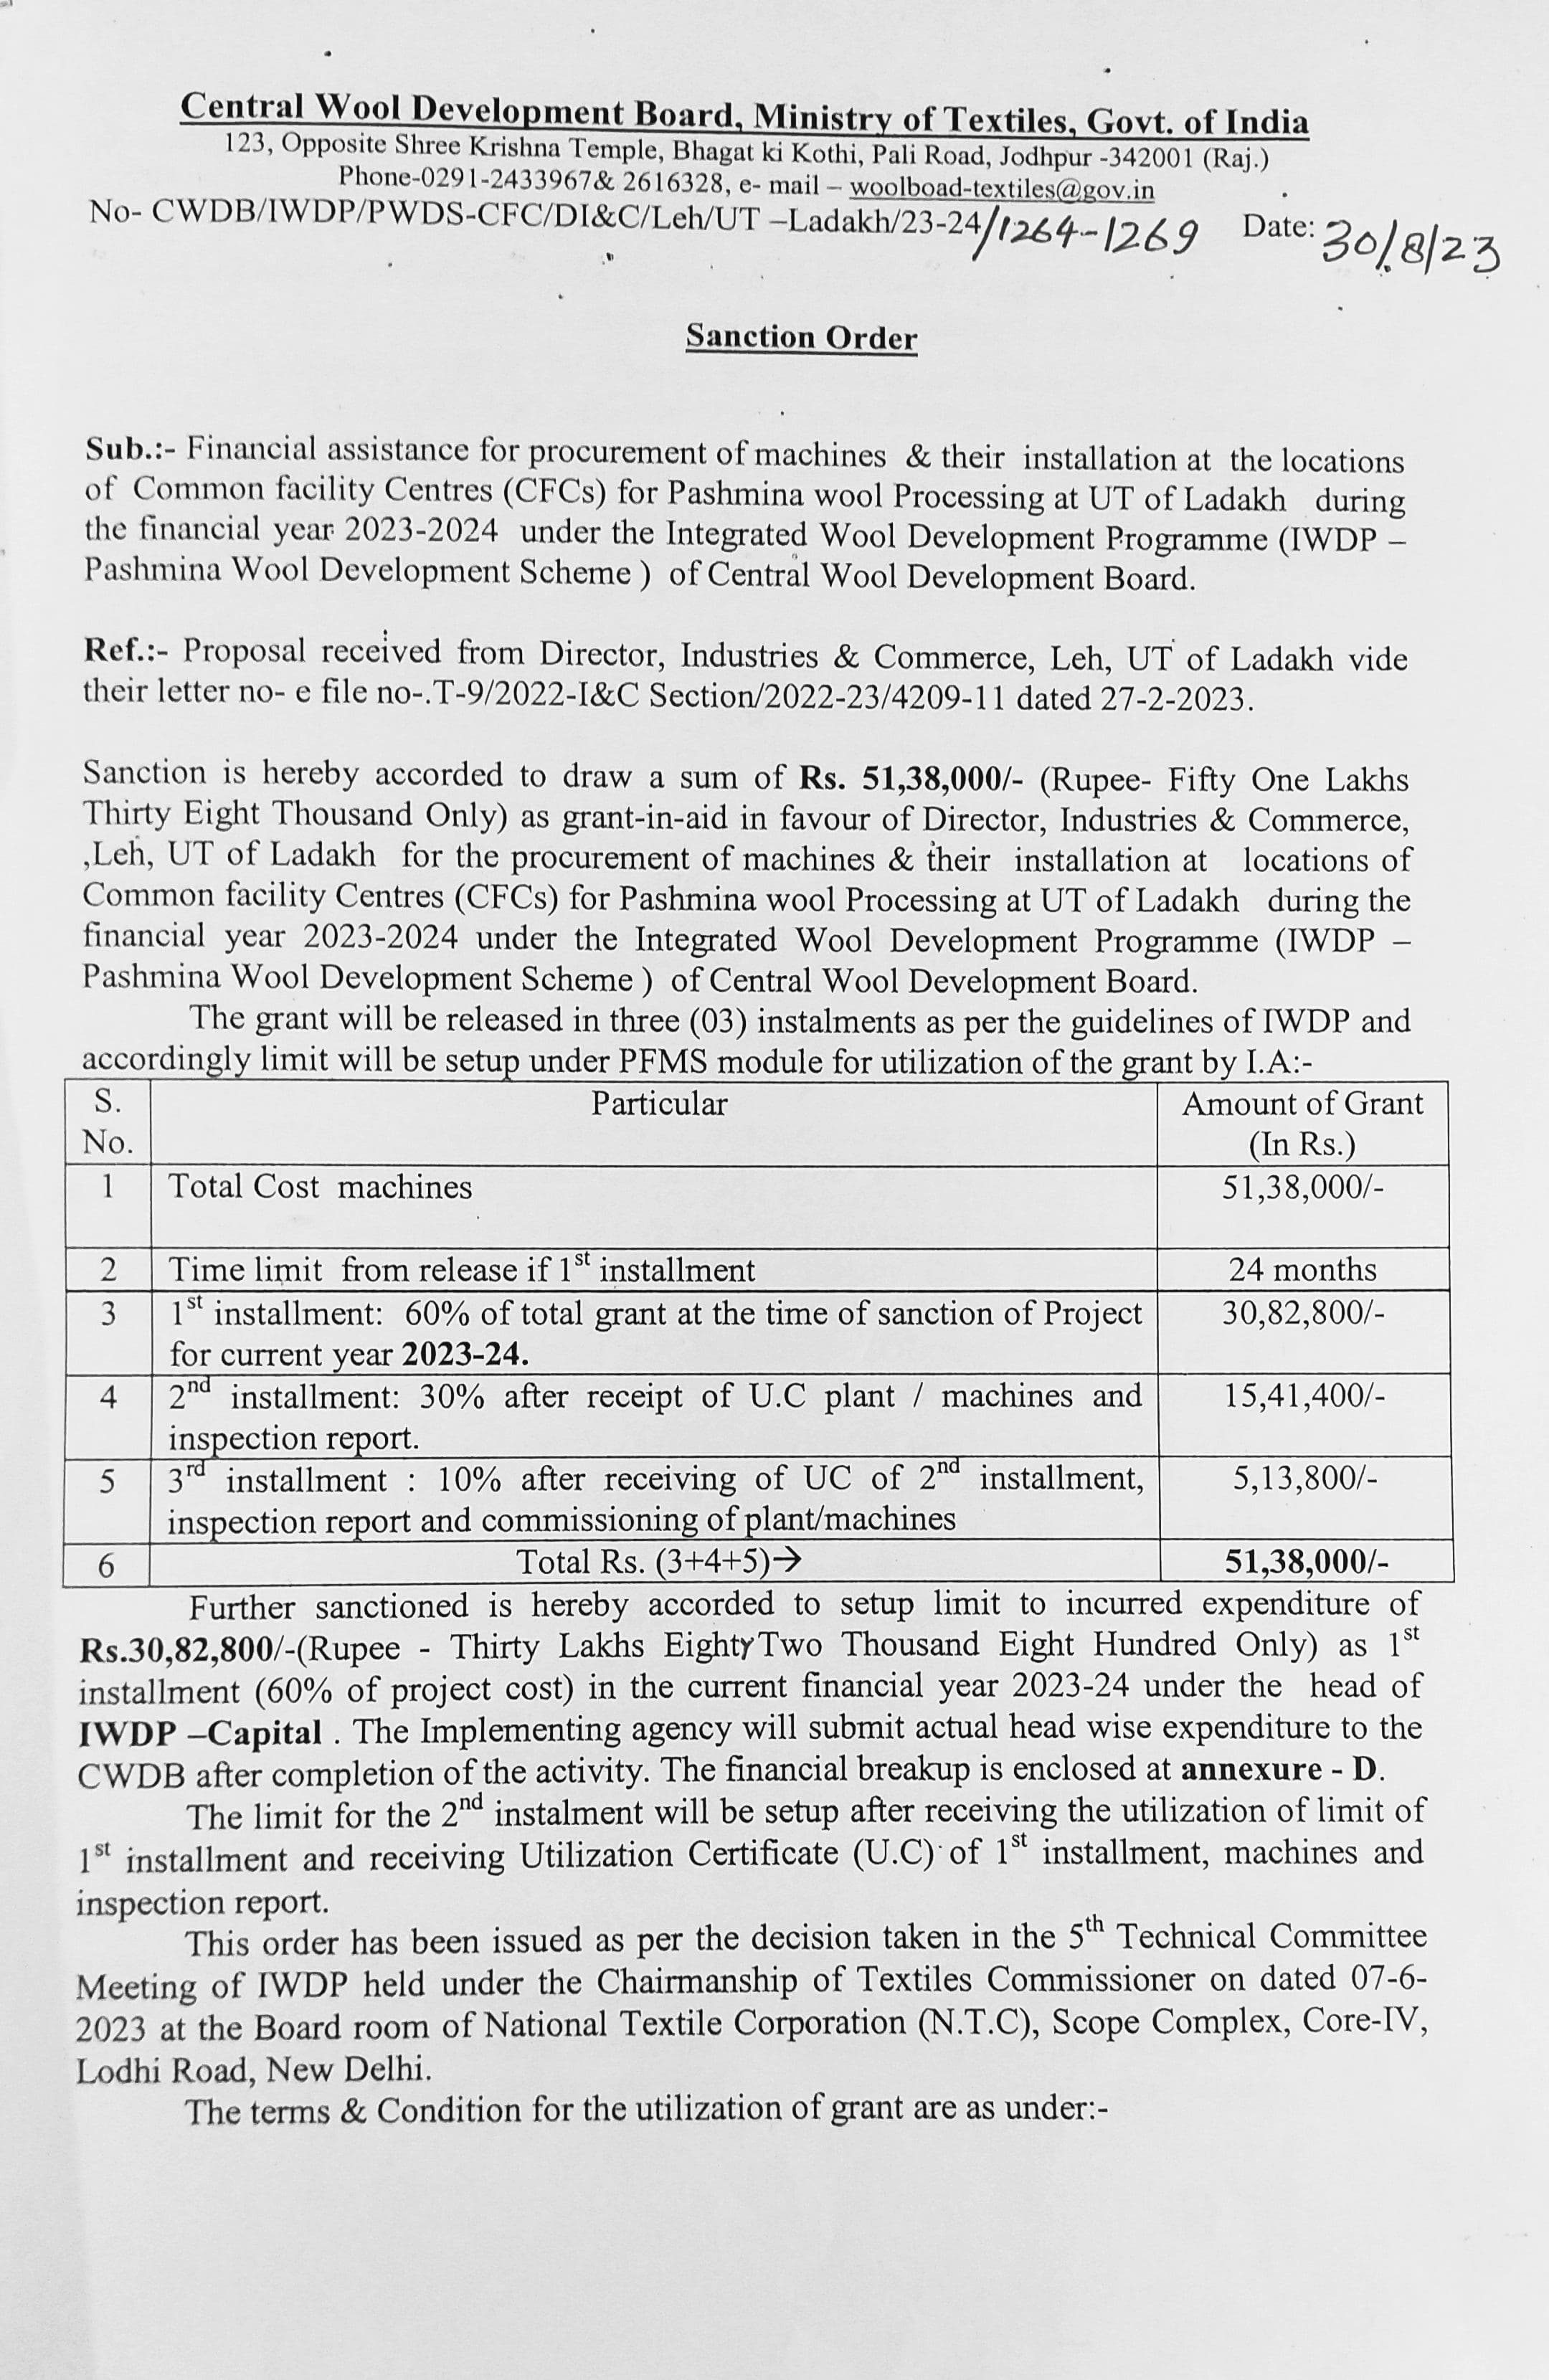 Central Wool Development Board, Ministry of Textiles, Govt. of India
123, Opposite Shree Krishna Temple, Bhagat ki Kothi, Pali Road, Jodhpur -342001 (Raj.)
Phone-0291-2433967& 2616328, e- mail – woolboad-textiles@gov.in
No- CWDB/IWDP/PWDS-CFC/DI&C/Leh/UT –Ladakh/23-24/1264-1269 Date: 30/8/23
Sanction Order
Sub.:- Financial assistance for procurement of machines & their installation at the locations
of Common facility Centres (CFCs) for Pashmina wool Processing at UT of Ladakh during
the financial year 2023-2024 under the Integrated Wool Development Programme (IWDP –
Pashmina Wool Development Scheme ) of Central Wool Development Board.
Ref.:- Proposal received from Director, Industries & Commerce, Leh, UT of Ladakh vide
their letter no- e file no-.T-9/2022-I&C Section/2022-23/4209-11 dated 27-2-2023.
Sanction is hereby accorded to draw a sum of Rs. 51,38,000/- (Rupee- Fifty One Lakhs
Thirty Eight Thousand Only) as grant-in-aid in favour of Director, Industries & Commerce,
,Leh, UT of Ladakh for the procurement of machines & their installation at locations of
Common facility Centres (CFCs) for Pashmina wool Processing at UT of Ladakh during the
financial year 2023-2024 under the Integrated Wool Development Programme (IWDP –
Pashmina Wool Development Scheme ) of Central Wool Development Board.
The grant will be released in three (03) instalments as per the guidelines of IWDP and
accordingly limit will be setup under PFMS module for utilization of the grant by I.A:-
S. Particular Amount of Grant
No. (In Rs.)
1 Total Cost machines 51,38,000/-
2 Time limit from release if 1st installment 24 months
3 1st installment: 60% of total grant at the time of sanction of Project 30,82,800/-
for current year 2023-24.
4 2nd installment: 30% after receipt of U.C plant / machines and 15,41,400/-
inspection report.
5 3rd installment : 10% after receiving of UC of 2nd installment, 5,13,800/-
inspection report and commissioning of plant/machines
6 Total Rs. (3+4+5)→ 51,38,000/-
Further sanctioned is hereby accorded to setup limit to incurred expenditure of
Rs.30,82,800/-(Rupee - Thirty Lakhs Eighty Two Thousand Eight Hundred Only) as 1st
installment (60% of project cost) in the current financial year 2023-24 under the head of
IWDP –Capital . The Implementing agency will submit actual head wise expenditure to the
CWDB after completion of the activity. The financial breakup is enclosed at annexure - D.
The limit for the 2nd instalment will be setup after receiving the utilization of limit of
1st installment and receiving Utilization Certificate (U.C) of 1st installment, machines and
inspection report.
This order has been issued as per the decision taken in the 5th Technical Committee
Meeting of IWDP held under the Chairmanship of Textiles Commissioner on dated 07-6-
2023 at the Board room of National Textile Corporation (N.T.C), Scope Complex, Core-IV,
Lodhi Road, New Delhi.
The terms & Condition for the utilization of grant are as under:-